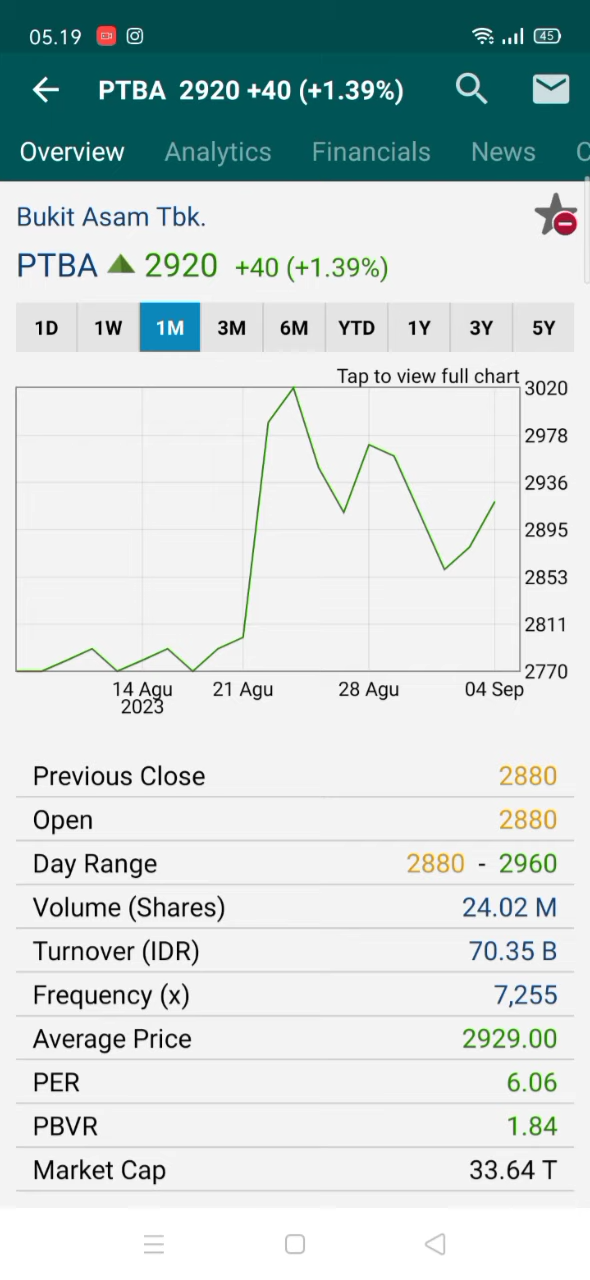 05.19
45
PTBA 2920 +40 (+1.39%)
Overview Analytics Financials News C
Bukit Asam Tbk.
PTBA 2920 +40 (+1.39%)
1D 1W 1M 3M 6M YTD 1Y 3Y 5Y
Tap to view full chart
3020
2978
2936
2895
2853
2811
2770
14 Agu 21 Agu 28 Agu 04 Sep
2023
Previous Close 2880
Open 2880
Day Range 2880 - 2960
Volume (Shares) 24.02 M
Turnover (IDR) 70.35 B
Frequency (x) 7,255
Average Price 2929.00
PER 6.06
PBVR 1.84
Market Cap 33.64 T